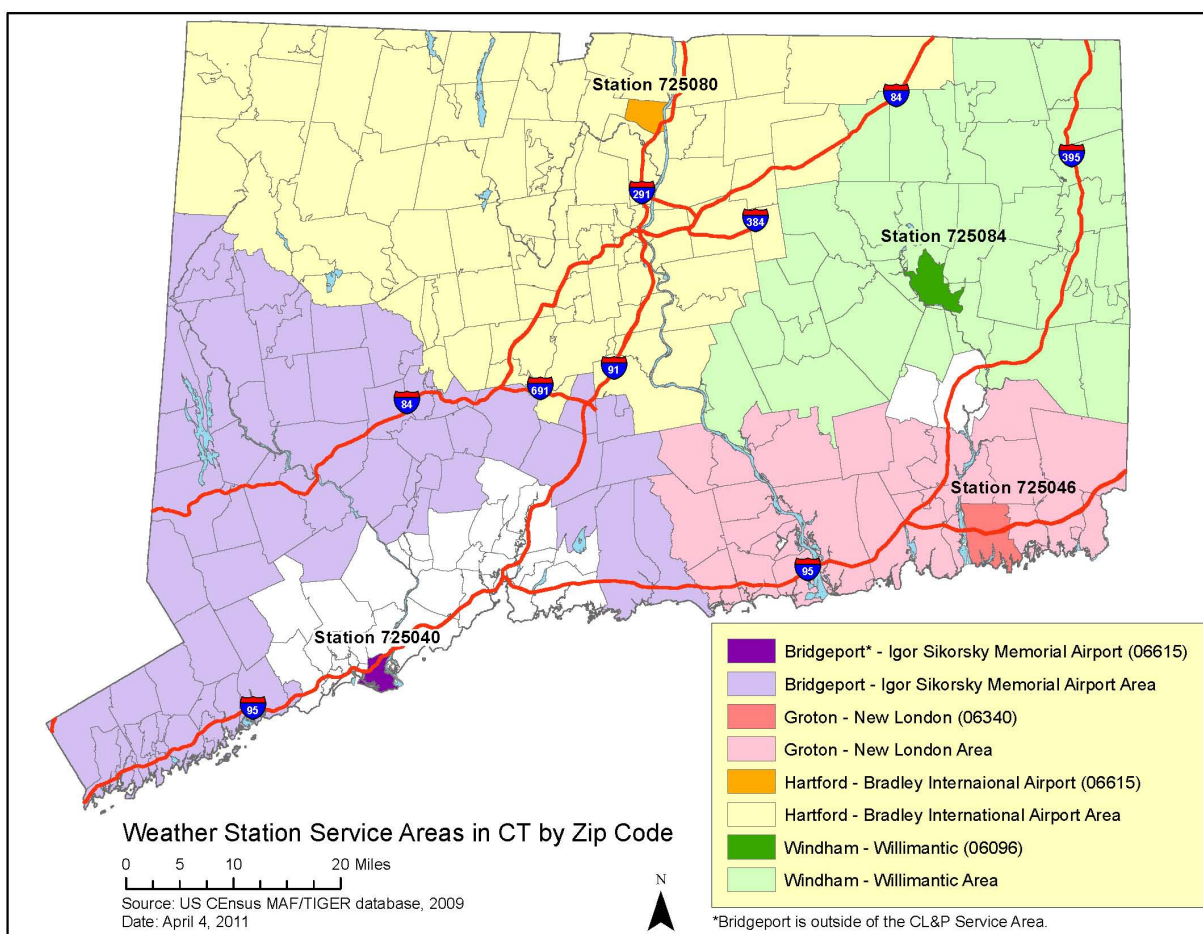 Station 725080
84
395
291
384
Station 725084
91
691
84
Station 725046
95
Station 725040
95
Bridgeport* - Igor Sikorsky Memorial Airport (06615)
Bridgeport - Igor Sikorsky Memorial Airport Area
Groton - New London (06340)
Groton - New London Area
Hartford - Bradley Internaional Airport (06615)
Hartford - Bradley International Airport Area
Windham - Willimantic (06096)
Windham - Willimantic Area
Weather Station Service Areas in CT by Zip Code
0 5 10 20 Miles
Source: US CEnsus MAF/TIGER database, 2009
Date: April 4, 2011
N
*Bridgeport is outside of the CL&P Service Area.